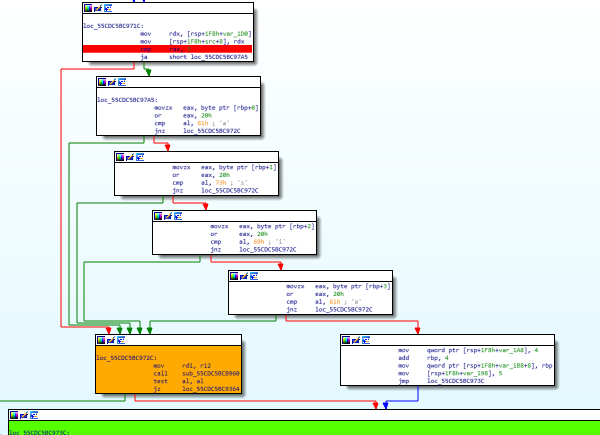 loc_55CDC5BC971C:
mov rdx, [rsp+1F8h+var_1D0]
mov [rsp+1F8h+src+8], rdx
cmp rax,
ja short loc_55CDC5BC97A5
loc_55CDC5BC97A5:
movzx eax, byte ptr [rbp+0]
or eax, 20h
cmp al, 61h ; 'a'
jnz loc_55CDC5BC972C
movzx eax, byte ptr [rbp+1]
or eax, 20h
cmp al, 73h ; 's'
jnz loc_55CDC5BC972C
movzx eax, byte ptr [rbp+2]
or eax, 20h
cmp al, 69h ; 'i'
jnz loc_55CDC5BC972C
movzx eax, byte ptr [rbp+3]
or eax, 20h
cmp al, 61h ; 'a'
jnz loc_55CDC5BC972C
loc_55CDC5BC972C:
mov rdi, r12
call sub_55CDC5BC8960
test al, al
jz loc_55CDC5BC9364
mov qword ptr [rsp+1F8h+var_1A8], 4
add rbp, 4
mov qword ptr [rsp+1F8h+var_1B8+8], rbp
mov [rsp+1F8h+var_198], 5
jmp loc_55CDC5BC973C
loc_55CDC5BC973C: